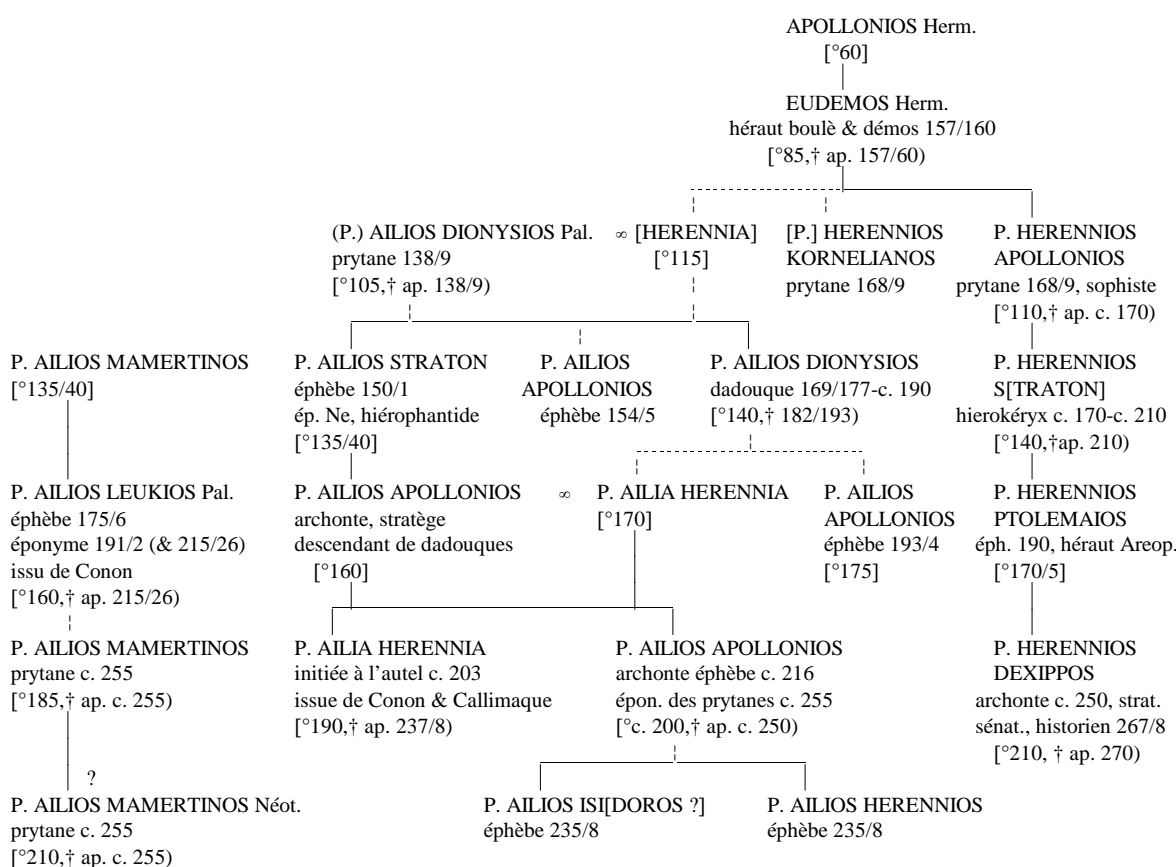 APOLLONIOS Herm.
[°60]
EUDEMOS Herm.
héraut boulè & démos 157/160
[°85,† ap. 157/60)
(P.) AILIOS DIONYSIOS Pal.
prytane 138/9
[°105,† ap. 138/9)
∞ [HERENNIA]
[°115]
[P.] HERENNIOS
KORNELIANOS
prytane 168/9
P. HERENNIOS
APOLLONIOS
prytane 168/9, sophiste
[°110,† ap. c. 170)
P. AILIOS MAMERTINOS
[°135/40]
P. AILIOS STRATON
éphèbe 150/1
ép. Ne, hiérophantide
[°135/40]
P. AILIOS
APOLLONIOS
éphèbe 154/5
P. AILIOS DIONYSIOS
dadouque 169/177-c. 190
[°140,† 182/193)
P. HERENNIOS
S[TRATON]
hierokéryx c. 170-c. 210
[°140,†ap. 210)
P. AILIOS LEUKIOS Pal.
éphèbe 175/6
éponyme 191/2 (& 215/26)
issu de Conon
[°160,† ap. 215/26)
P. AILIOS APOLLONIOS
archonte, stratège
descendant de dadouques
[°160]
∞ P. AILIA HERENNIA
[°170]
P. AILIOS
APOLLONIOS
éphèbe 193/4
[°175]
P. HERENNIOS
PTOLEMAIOS
éph. 190, héraut Areop.
[°170/5]
P. AILIOS MAMERTINOS
prytane c. 255
[°185,† ap. c. 255)
P. AILIA HERENNIA
initiée à l'autel c. 203
issue de Conon & Callimaque
[°190,† ap. 237/8)
P. AILIOS APOLLONIOS
archonte éphèbe c. 216
épon. des prytanes c. 255
[°c. 200,† ap. c. 250)
P. HERENNIOS
DEXIPPOS
archonte c. 250, strat.
sénat., historien 267/8
[°210, † ap. 270)
?
P. AILIOS MAMERTINOS Néot.
prytane c. 255
[°210,† ap. c. 255)
P. AILIOS ISI[DOROS ?]
éphèbe 235/8
P. AILIOS HERENNIOS
éphèbe 235/8